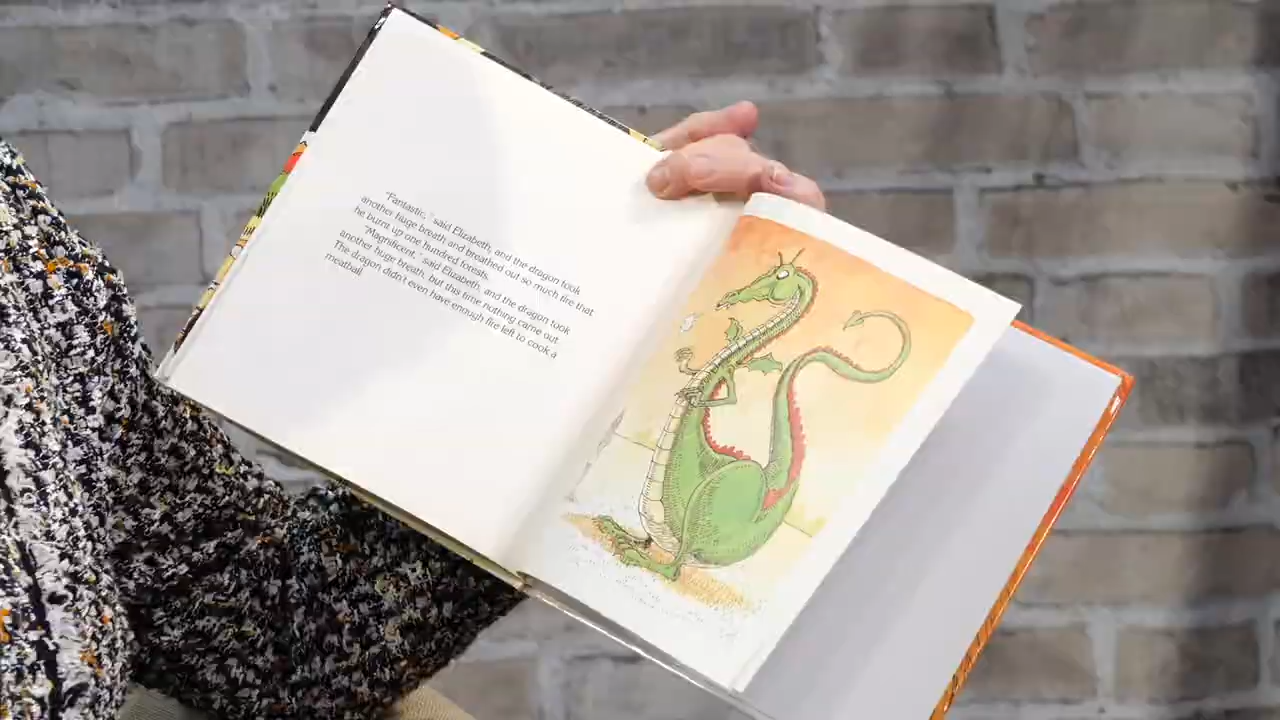 "Fantastic," said Elizabeth, and the dragon took
another huge breath and breathed out so much fire that
he burnt up one hundred forests.
"Magnificent," said Elizabeth, and the dragon took
another huge breath, but this time nothing came out.
The dragon didn't even have enough fire left to cook a
meatball.